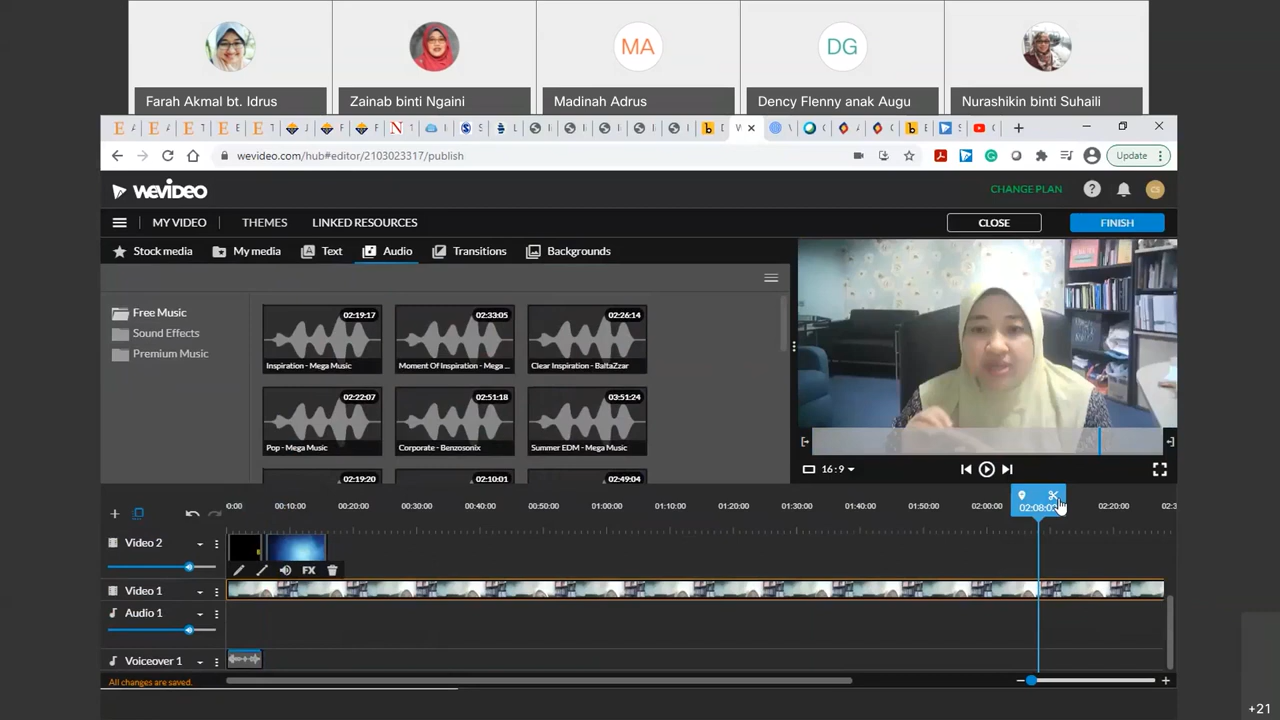 MA
DG
Farah Akmal bt. Idrus
Zainab binti Ngaini
Madinah Adrus
Dency Flenny anak Augu
Nurashikin binti Suhaili
wevideo.com/hub#editor/2103023317/publish
Update
WEVIDEO
CHANGE PLAN
CS
MY VIDEO
THEMES
LINKED RESOURCES
CLOSE
FINISH
Stock media
My media
Text
Audio
Transitions
Backgrounds
Free Music
Sound Effects
Premium Music
02:19:17
02:33:05
02:26:14
Inspiration - Mega Music
Moment Of Inspiration - Mega ...
Clear Inspiration - BaltaZzar
02:22:07
02:51:18
03:51:24
Pop - Mega Music
Corporate - Benzosonix
Summer EDM - Mega Music
02:19:20
02:10:01
02:49:04
16:9
0:00
00:10:00
00:20:00
00:30:00
00:40:00
00:50:00
01:00:00
01:10:00
01:20:00
01:30:00
01:40:00
01:50:00
02:00:00
02:20:00
Video 2
FX
Video 1
Audio 1
Voiceover 1
All changes are saved.
+21